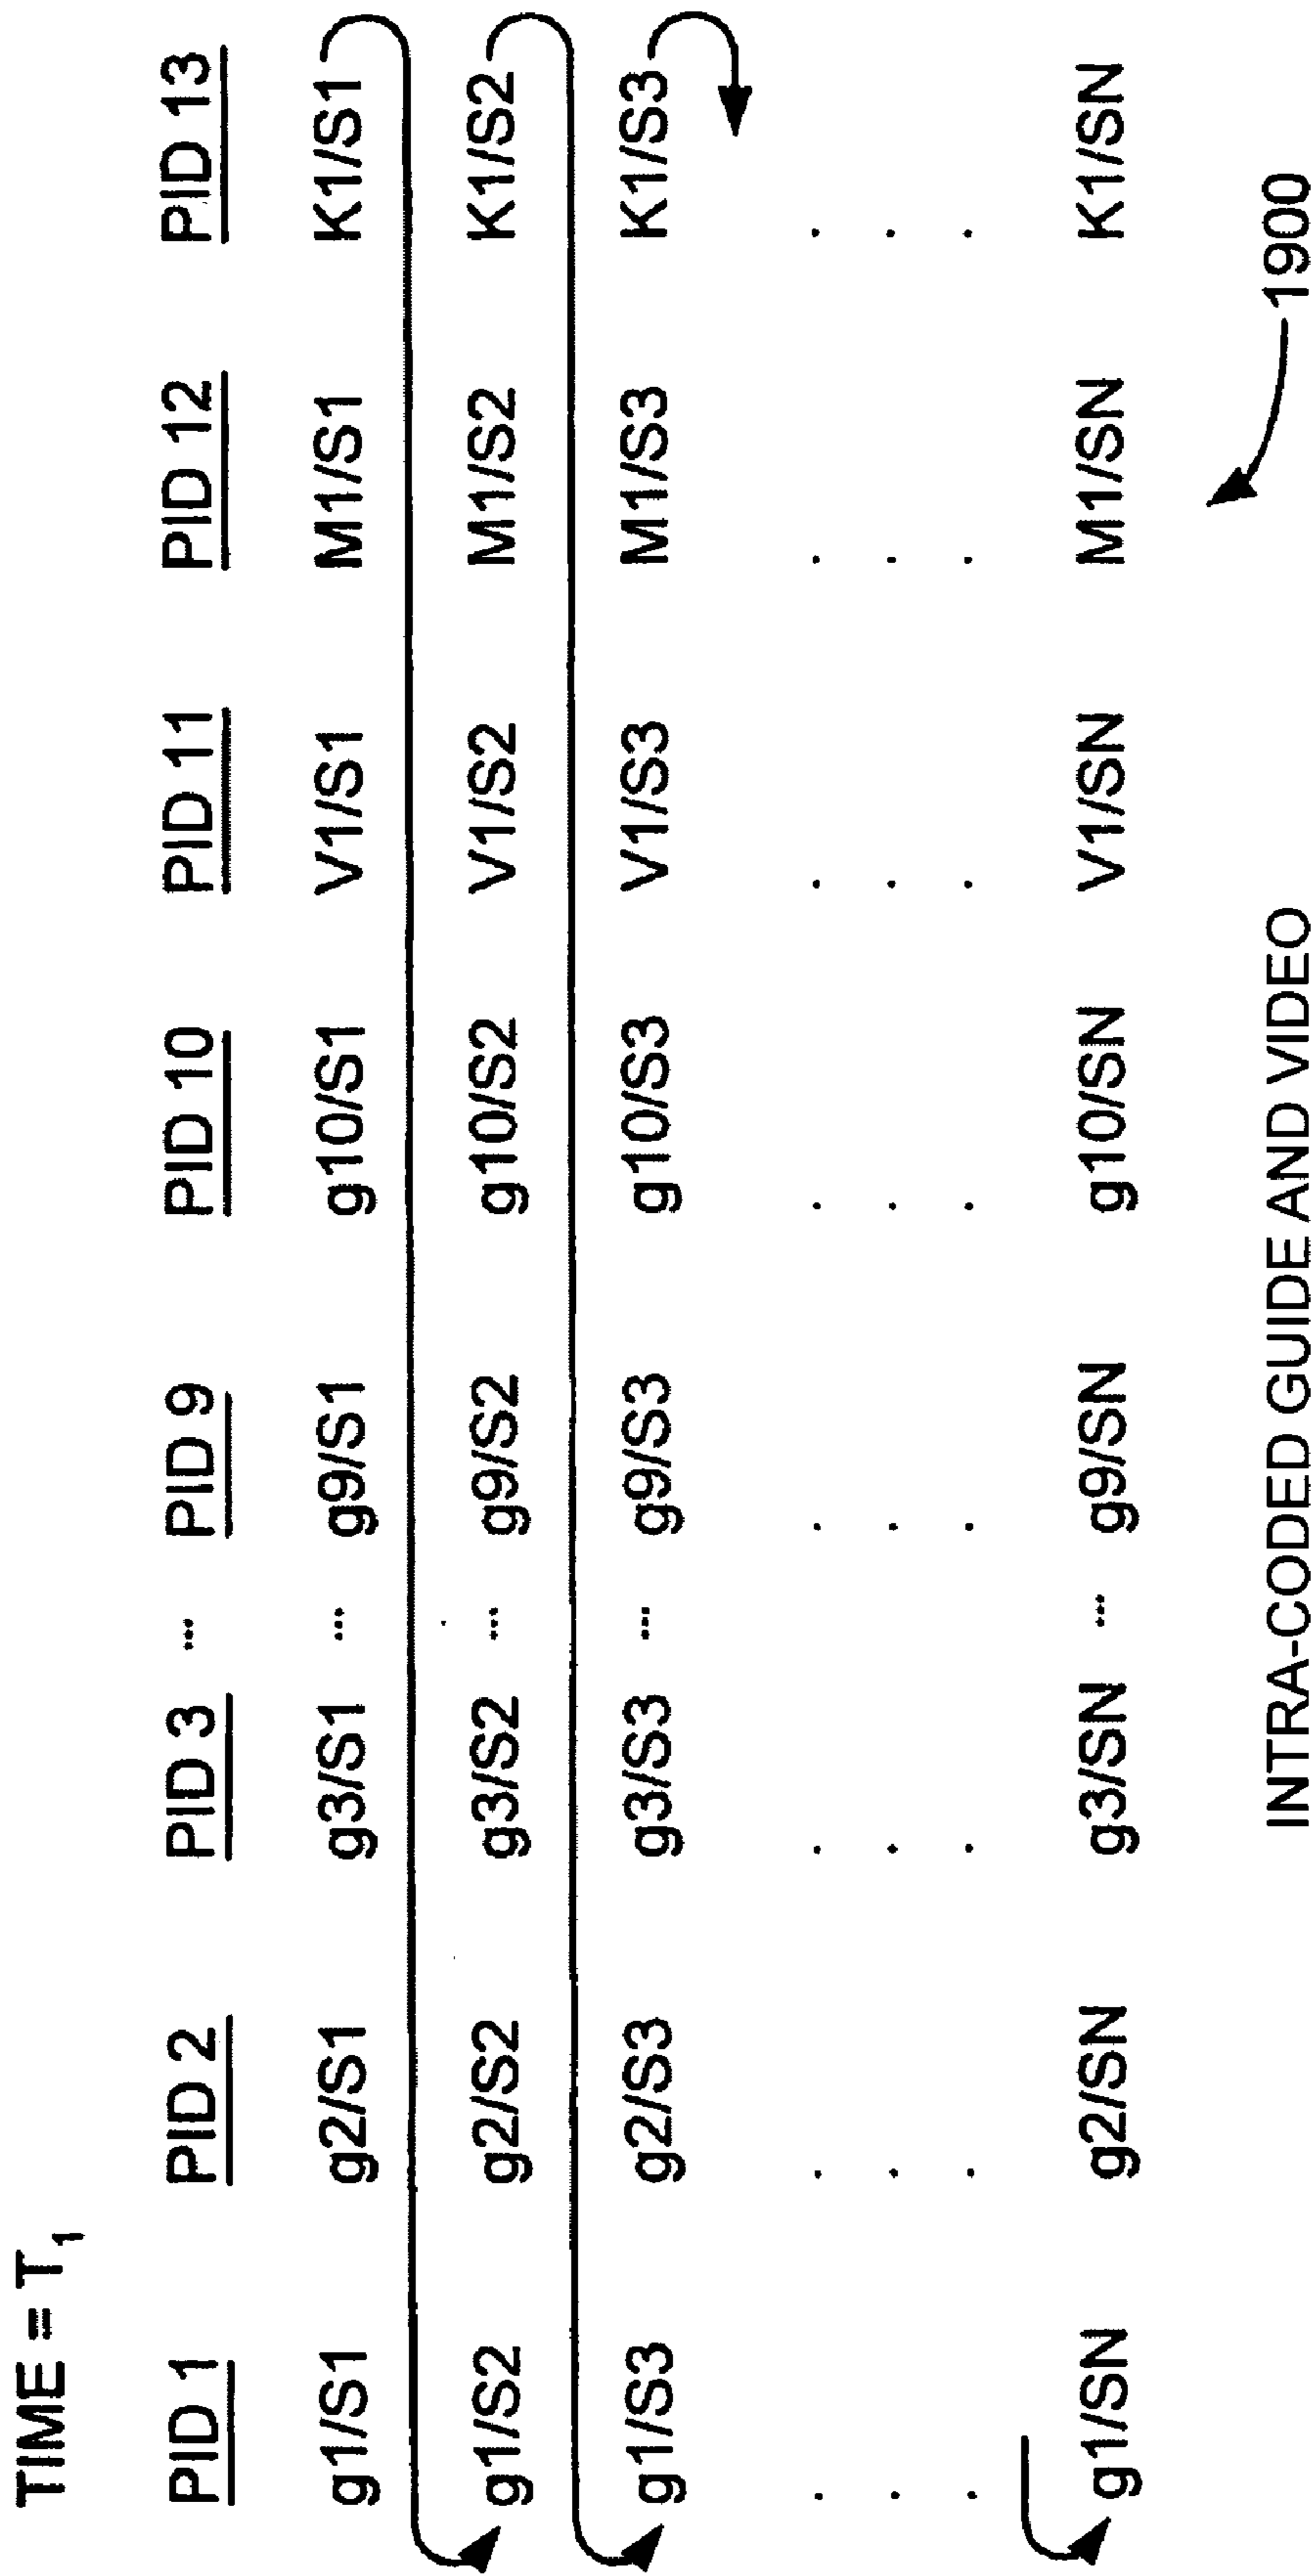 TIME = T1
PID 1 PID 2 PID 3 ... PID 9 PID 10 PID 11 PID 12 PID 13
g1/S1 g2/S1 g3/S1 ... g9/S1 g10/S1 V1/S1 M1/S1 K1/S1
g1/S2 g2/S2 g3/S2 ... g9/S2 g10/S2 V1/S2 M1/S2 K1/S2
g1/S3 g2/S3 g3/S3 ... g9/S3 g10/S3 V1/S3 M1/S3 K1/S3
. . . . . . . .
. . . . . . . .
. . . . . . . .
g1/SN g2/SN g3/SN ... g9/SN g10/SN V1/SN M1/SN K1/SN
INTRA-CODED GUIDE AND VIDEO
1900